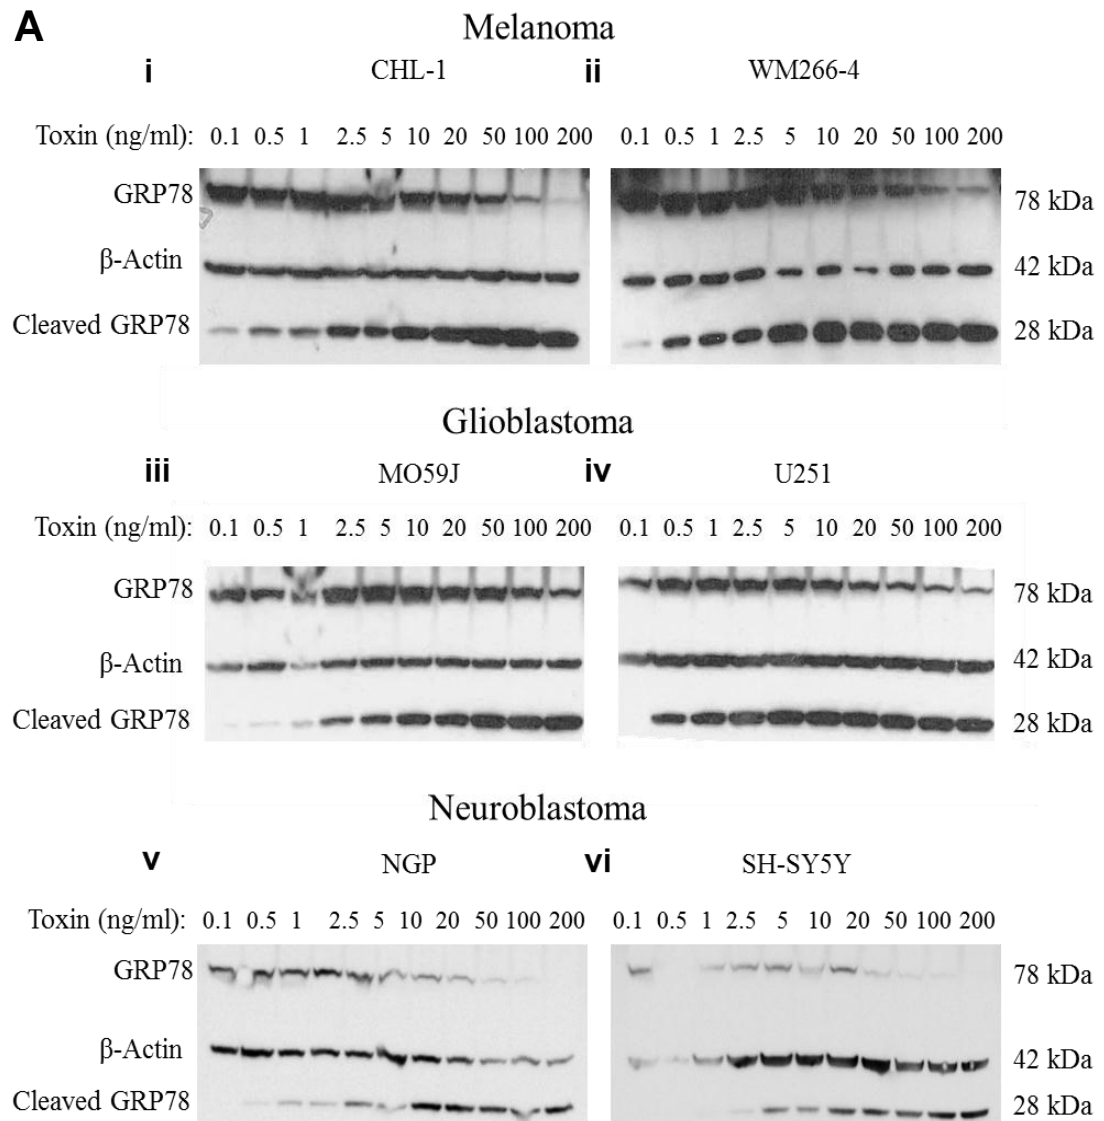 A
Melanoma
i CHL-1 ii WM266-4
Toxin (ng/ml): 0.1 0.5 1 2.5 5 10 20 50 100 200 0.1 0.5 1 2.5 5 10 20 50 100 200
GRP78 78 kDa
β-Actin 42 kDa
Cleaved GRP78 28 kDa
Glioblastoma
iii MO59J iv U251
Toxin (ng/ml): 0.1 0.5 1 2.5 5 10 20 50 100 200 0.1 0.5 1 2.5 5 10 20 50 100 200
GRP78 78 kDa
β-Actin 42 kDa
Cleaved GRP78 28 kDa
Neuroblastoma
v NGP vi SH-SY5Y
Toxin (ng/ml): 0.1 0.5 1 2.5 5 10 20 50 100 200 0.1 0.5 1 2.5 5 10 20 50 100 200
GRP78 78 kDa
β-Actin 42 kDa
Cleaved GRP78 28 kDa